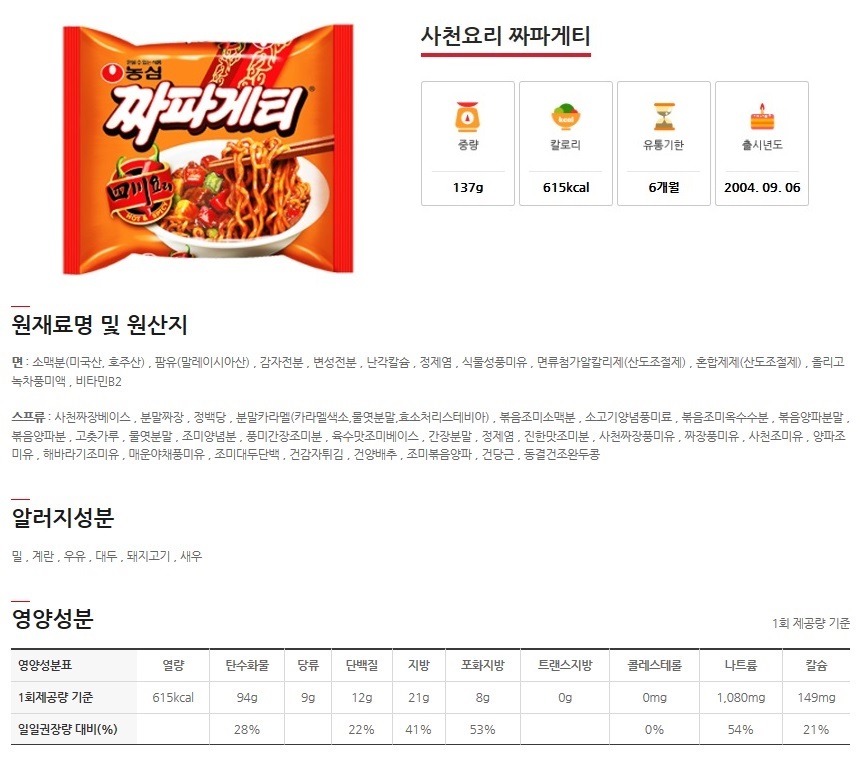 사천요리 짜파게티
농심
짜파게티
사천요리
HOT & SPICY
중량
칼로리
유통기한
출시년도
kcal
137g
615kcal
6개월
2004. 09. 06
원재료명 및 원산지
면 : 소맥분(미국산, 호주산) , 팜유(말레이시아산) , 감자전분 , 변성전분 , 난각칼슘 , 정제염 , 식물성풍미유 , 면류첨가알칼리제(산도조절제) , 혼합제제(산도조절제) , 올리고
녹차풍미액 , 비타민B2
스프류 : 사천짜장베이스 , 분말짜장 , 정백당 , 분말카라멜(카라멜색소,물엿분말,효소처리스테비아) , 볶음조미소맥분 , 소고기양념풍미료 , 볶음조미옥수수분 , 볶음양파분말 ,
볶음양파분 , 고춧가루 , 물엿분말 , 조미양념분 , 풍미간장조미분 , 육수맛조미베이스 , 간장분말 , 정제염 , 진한맛조미분 , 사천짜장풍미유 , 짜장풍미유 , 사천조미유 , 양파조
미유 , 해바라기조미유 , 매운야채풍미유 , 조미대두단백 , 건감자튀김 , 건양배추 , 조미볶음양파 , 건당근 , 동결건조완두콩
알러지성분
밀 , 계란 , 우유 , 대두 , 돼지고기 , 새우
영양성분
1회 제공량 기준
영양성분표 열량 탄수화물 당류 단백질 지방 포화지방 트랜스지방 콜레스테롤 나트륨 칼슘
1회제공량 기준 615kcal 94g 9g 12g 21g 8g 0g 0mg 1,080mg 149mg
일일권장량 대비(%) 28% 22% 41% 53% 0% 54% 21%